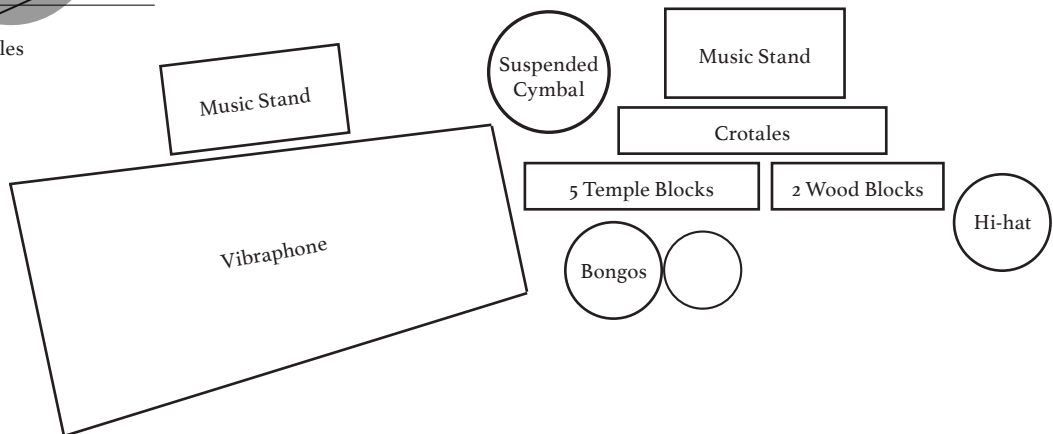 les
Music Stand
Suspended
Cymbal
Music Stand
Crotales
5 Temple Blocks
2 Wood Blocks
Hi-hat
Vibraphone
Bongos